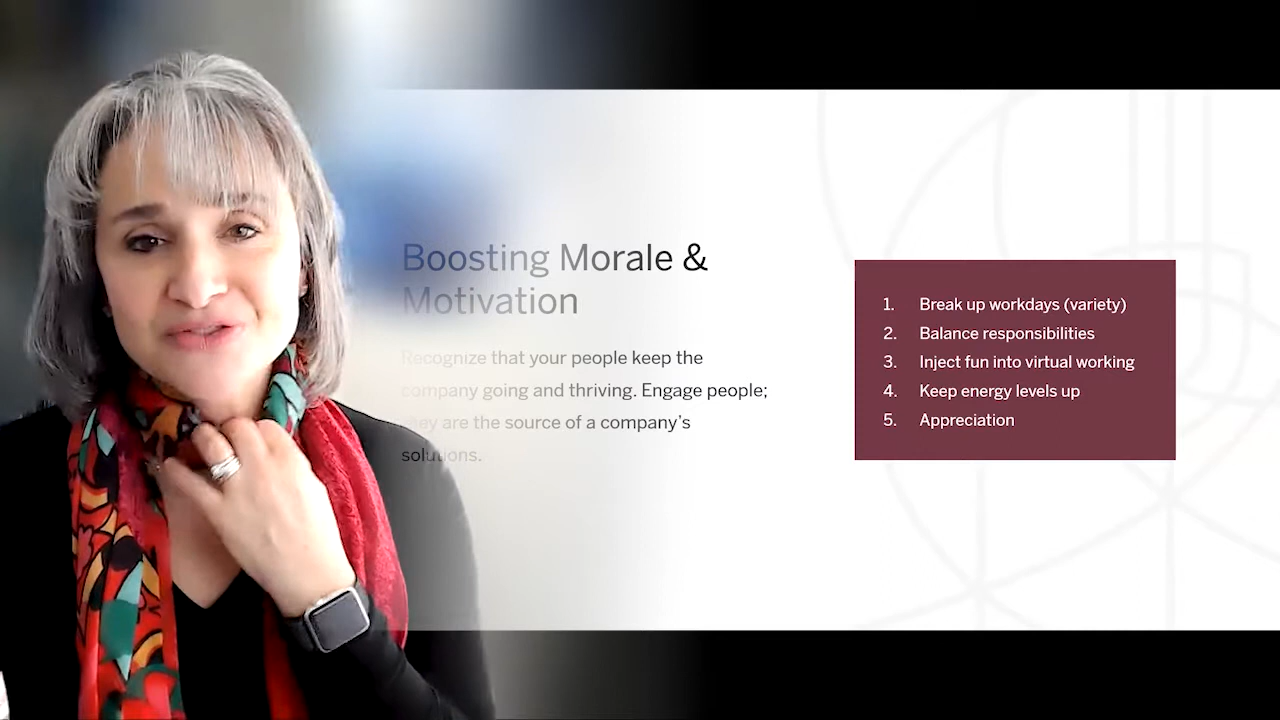 Boosting Morale &
Motivation
Recognize that your people keep the
company going and thriving. Engage people;
they are the source of a company's
solutions.
1. Break up workdays (variety)
2. Balance responsibilities
3. Inject fun into virtual working
4. Keep energy levels up
5. Appreciation